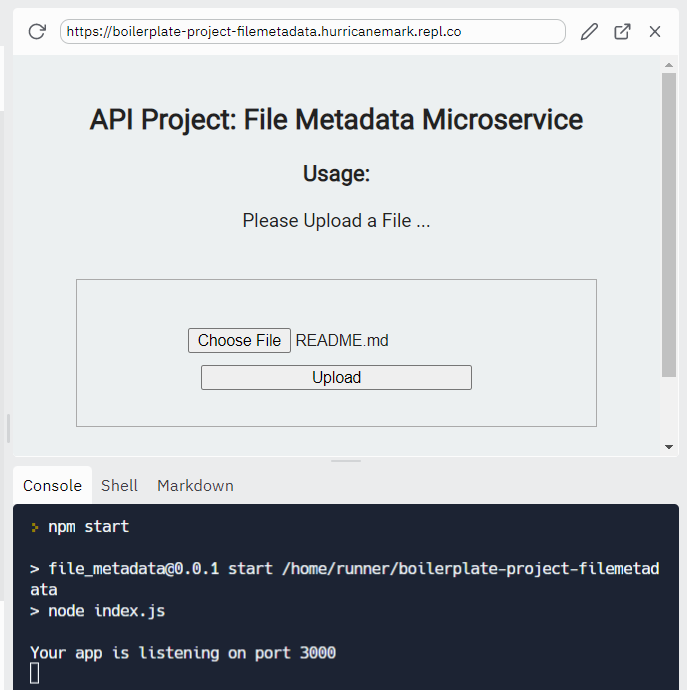 https://boilerplate-project-filemetadata.hurricanemark.repl.co
API Project: File Metadata Microservice
Usage:
Please Upload a File ...
Choose File README.md
Upload
Console Shell Markdown
> npm start
> file_metadata@0.0.1 start /home/runner/boilerplate-project-filemetad
ata
> node index.js
Your app is listening on port 3000